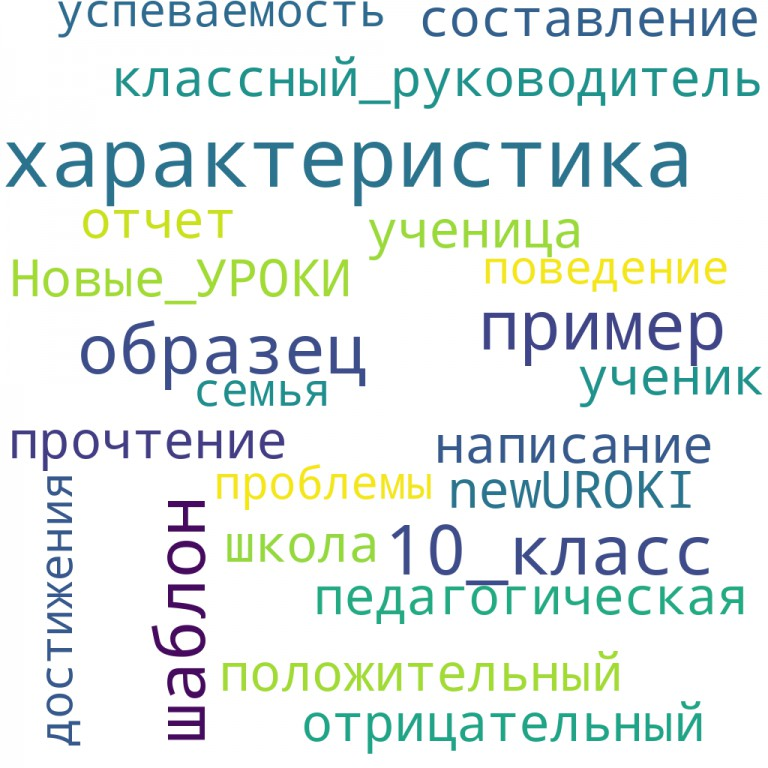 успеваемость
составление
классный_руководитель
характеристика
отчет
ученица
Новые_УРОКИ
поведение
образец
пример
семья
ученик
прочтение
написание
проблемы
newUROKI
достижения
шаблон
школа
10_класс
педагогическая
положительный
отрицательный